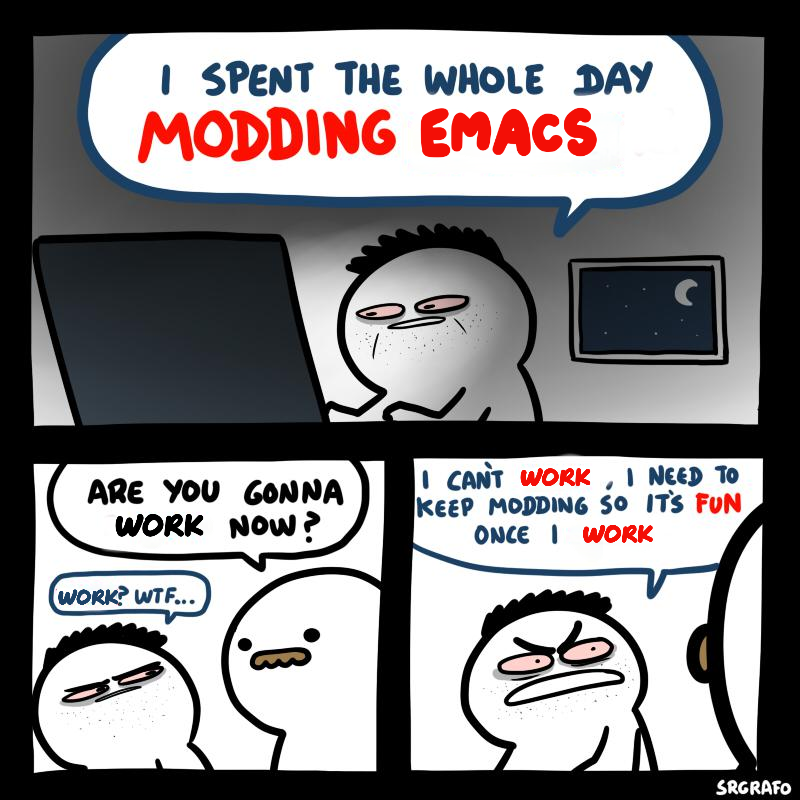 I SPENT THE WHOLE DAY
MODDING EMACS
ARE YOU GONNA
WORK NOW?
WORK? WTF...
I CAN'T WORK , I NEED TO
KEEP MODDING SO IT'S FUN
ONCE I WORK
SRGRAFO